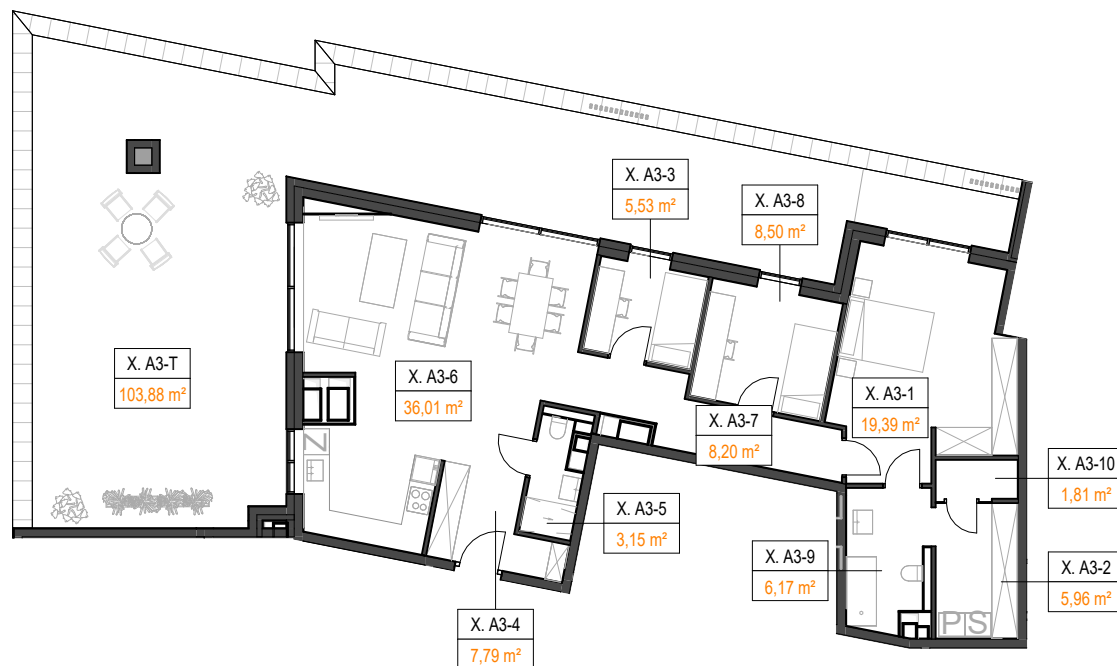 X. A3-3
5,53 m²
X. A3-8
8,50 m²
X. A3-T
103,88 m²
X. A3-6
36,01 m²
X. A3-1
19,39 m²
X. A3-7
8,20 m²
Z
X. A3-10
1,81 m²
X. A3-5
3,15 m²
X. A3-9
6,17 m²
X. A3-2
5,96 m²
P S
X. A3-4
7,79 m²